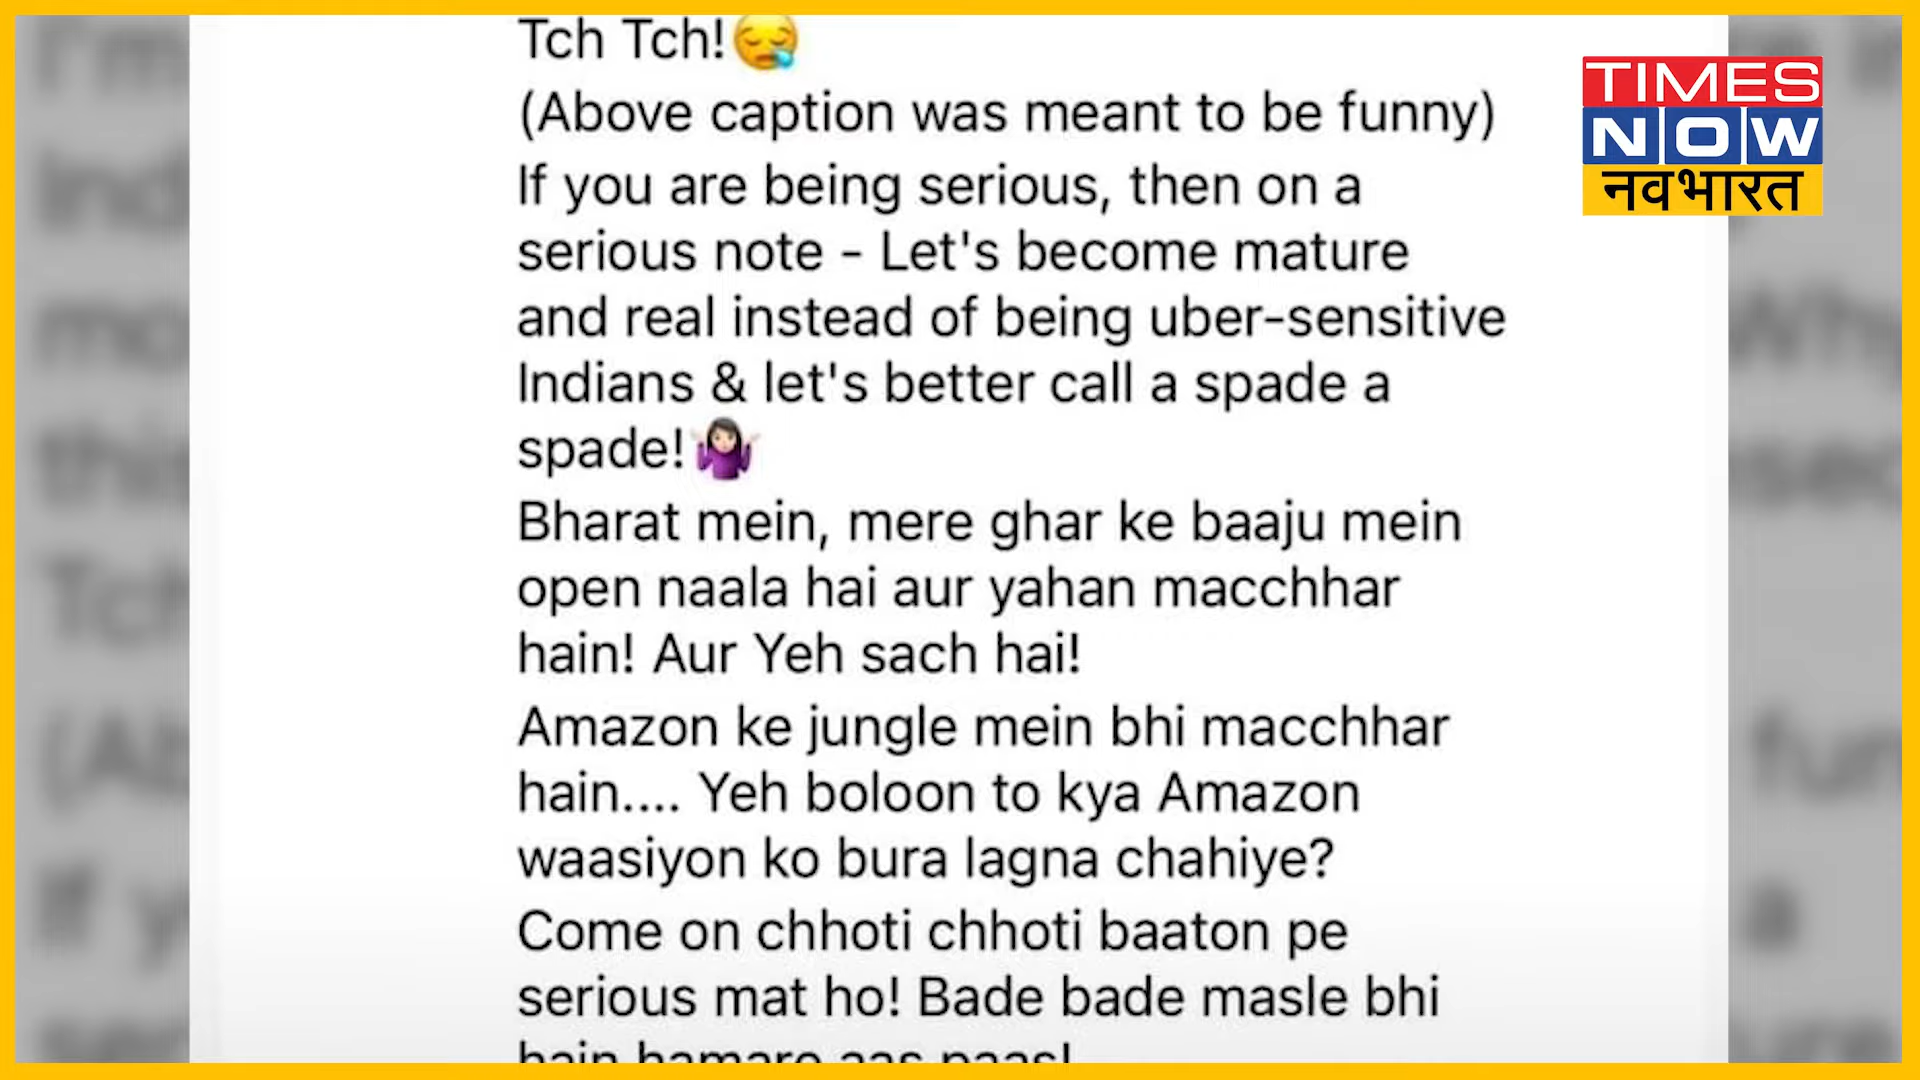 Tch Tch!😪
(Above caption was meant to be funny)
If you are being serious, then on a
serious note - Let's become mature
and real instead of being uber-sensitive
Indians & let's better call a spade a
spade!🤷🏻‍♀️
Bharat mein, mere ghar ke baaju mein
open naala hai aur yahan macchhar
hain! Aur Yeh sach hai!
Amazon ke jungle mein bhi macchhar
hain.... Yeh boloon to kya Amazon
waasiyon ko bura lagna chahiye?
Come on chhoti chhoti baaton pe
serious mat ho! Bade bade masle bhi
hain hamare aas paas!
TIMES
NOW
नवभारत